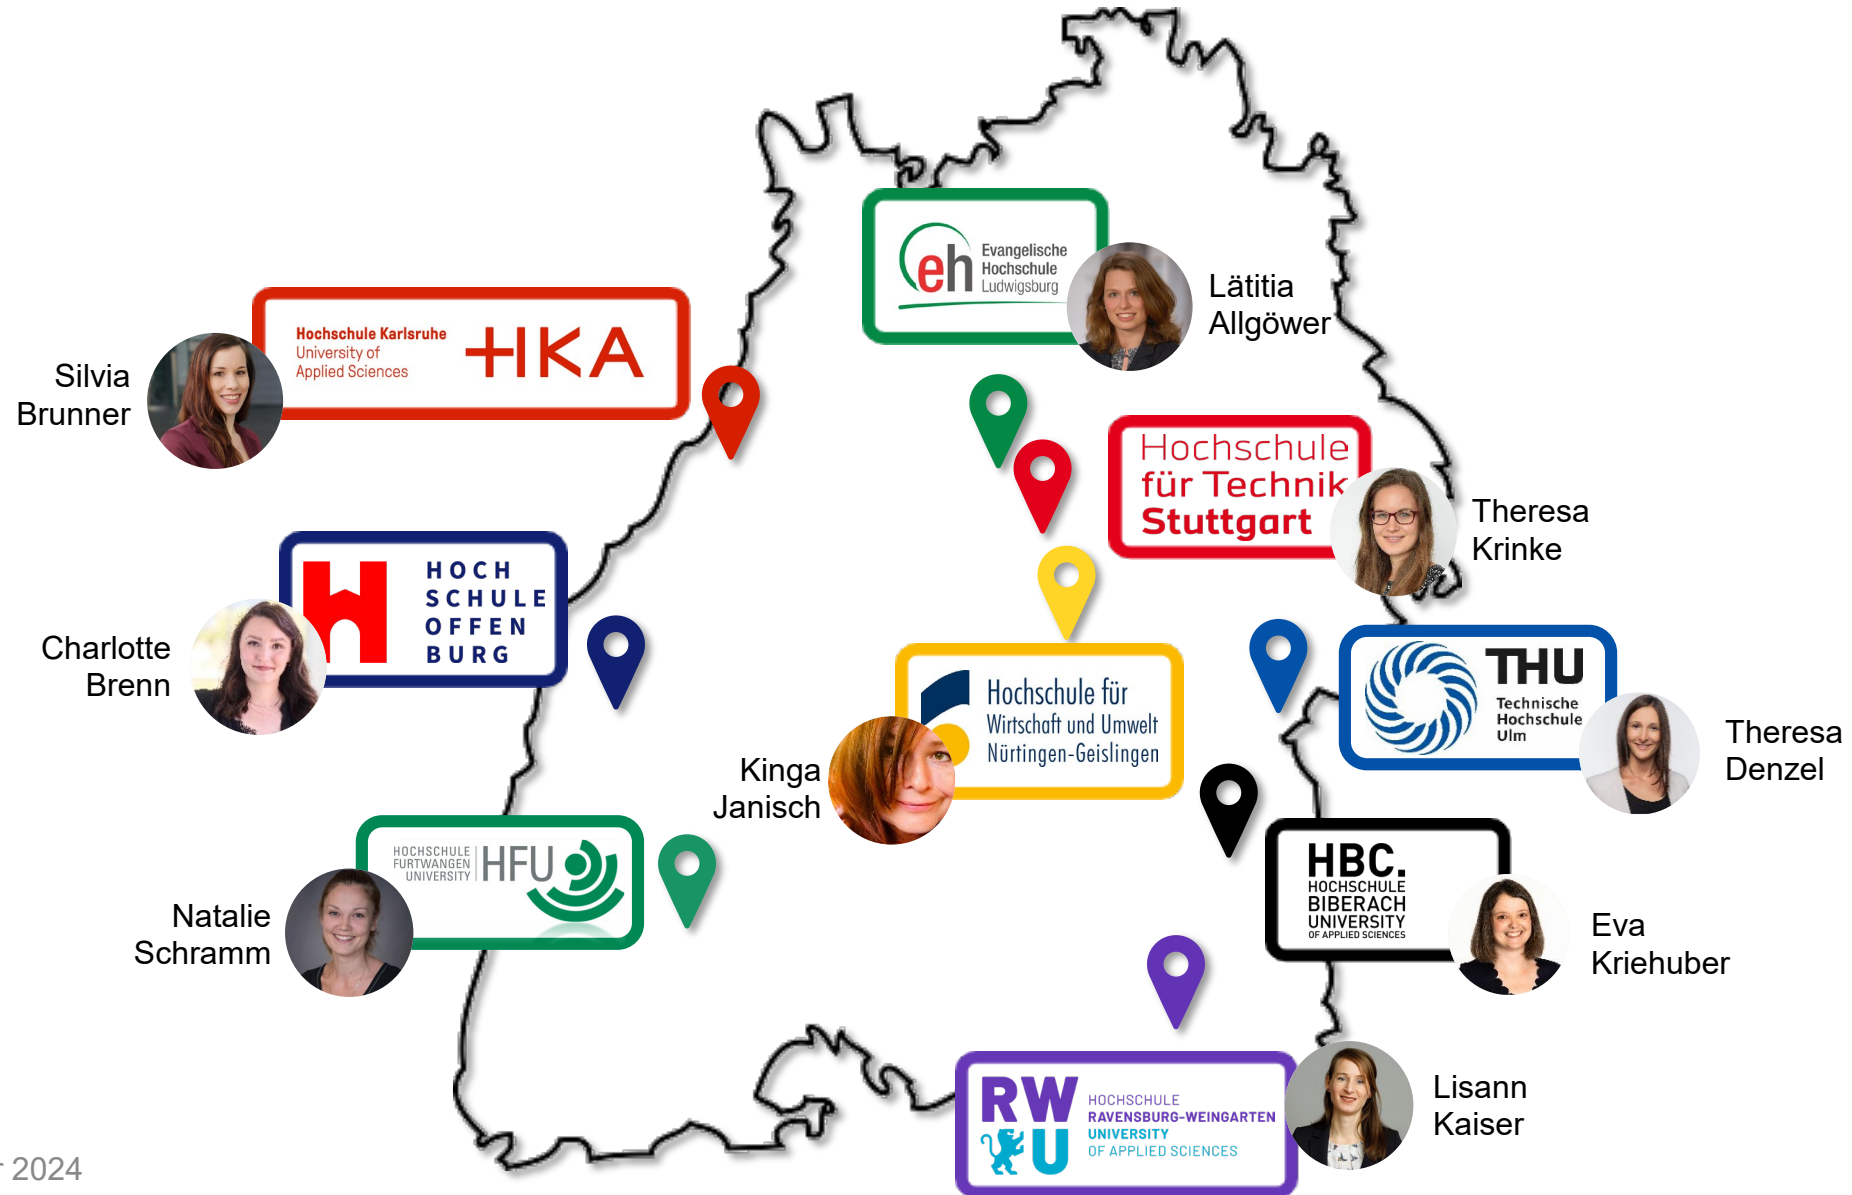 eh
Evangelische
Hochschule
Ludwigsburg
Lätitia
Allgöwer
Hochschule Karlsruhe
University of
Applied Sciences
HKA
Silvia
Brunner
Hochschule
für Technik
Stuttgart
Theresa
Krinke
HOCH
SCHULE
OFFEN
BURG
Charlotte
Brenn
THU
Technische
Hochschule
Ulm
Theresa
Denzel
Hochschule für
Wirtschaft und Umwelt
Nürtingen-Geislingen
Kinga
Janisch
HOCHSCHULE
FURTWANGEN
UNIVERSITY
HFU
Natalie
Schramm
HBC.
HOCHSCHULE
BIBERACH
UNIVERSITY
OF APPLIED SCIENCES
Eva
Kriehuber
RW
U
HOCHSCHULE
RAVENSBURG-WEINGARTEN
UNIVERSITY
OF APPLIED SCIENCES
Lisann
Kaiser
2024